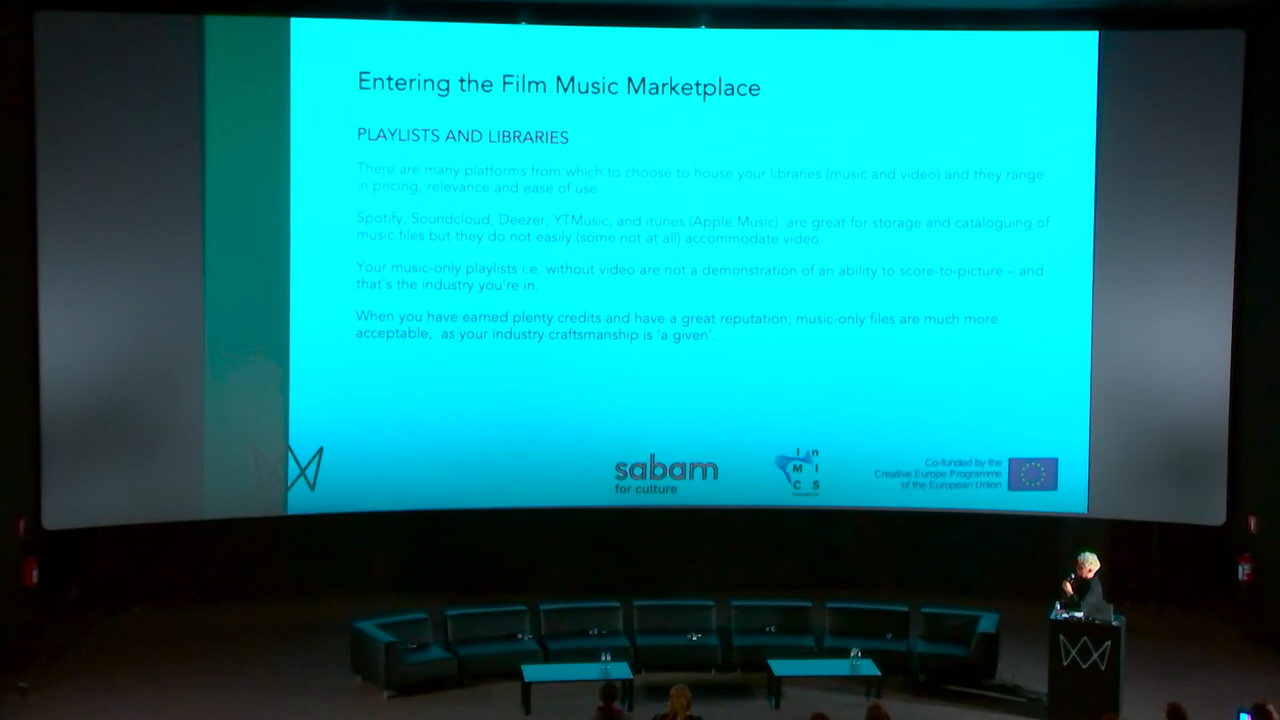 Entering the Film Music Marketplace
PLAYLISTS AND LIBRARIES
There are many platforms from which to choose to house your libraries (music and video) and they range
in pricing, relevance and ease of use
Spotify, Soundcloud, Deezer, YTMusic, and itunes (Apple Music) are great for storage and cataloguing of
music files but they do not easily (some not at all) accommodate video
Your music-only playlists i.e. without video are not a demonstration of an ability to score-to-picture – and
that's the industry you're in.
When you have earned plenty credits and have a great reputation, music-only files are much more
acceptable, as your industry craftsmanship is 'a given'.
sabam
for culture
I n
M I
C S
Co-funded by the
Creative Europe Programme
of the European Union